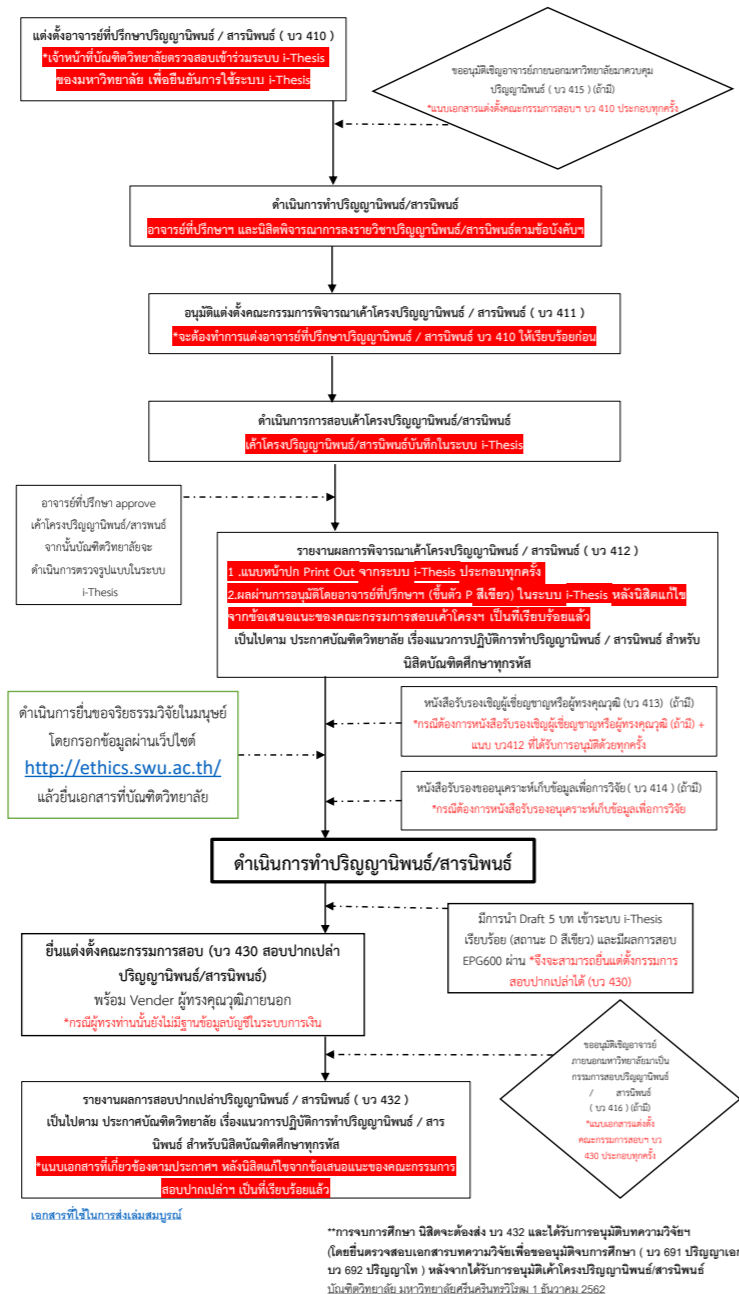 แต่งตั้งอาจารย์ที่ปรึกษาปริญญานิพนธ์ / สารนิพนธ์ ( บว 410 )
*เจ้าหน้าที่บัณฑิตวิทยาลัยตรวจสอบเข้าร่วมระบบ i-Thesis
ของมหาวิทยาลัย เพื่อยืนยันการใช้ระบบ i-Thesis
ขออนุมัติเชิญอาจารย์ภายนอกมหาวิทยาลัยมาควบคุม
ปริญญานิพนธ์ ( บว 415 ) (ถ้ามี)
*แนบเอกสารแต่งตั้งคณะกรรมการสอบฯ บว 410 ประกอบทุกครั้ง
ดำเนินการทำปริญญานิพนธ์/สารนิพนธ์
อาจารย์ที่ปรึกษาฯ และนิสิตพิจารณาการลงรายวิชาปริญญานิพนธ์/สารนิพนธ์ตามข้อบังคับฯ
อนุมัติแต่งตั้งคณะกรรมการพิจารณาเค้าโครงปริญญานิพนธ์ / สารนิพนธ์ ( บว 411 )
*จะต้องทำการแต่งอาจารย์ที่ปรึกษาปริญญานิพนธ์ / สารนิพนธ์ บว 410 ให้เรียบร้อยก่อน
ดำเนินการการสอบเค้าโครงปริญญานิพนธ์/สารนิพนธ์
เค้าโครงปริญญานิพนธ์/สารนิพนธ์บันทึกในระบบ i-Thesis
อาจารย์ที่ปรึกษา approve
เค้าโครงปริญญานิพนธ์/สารพนธ์
จากนั้นบัณฑิตวิทยาลัยจะ
ดำเนินการตรวจรูปแบบในระบบ
i-Thesis
รายงานผลการพิจารณาเค้าโครงปริญญานิพนธ์ / สารนิพนธ์ ( บว 412 )
1 .แนบหน้าปก Print Out จากระบบ i-Thesis ประกอบทุกครั้ง
2.ผลผ่านการอนุมัติโดยอาจารย์ที่ปรึกษาฯ (ขึ้นตัว P สีเขียว) ในระบบ i-Thesis หลังนิสิตแก้ไข
จากข้อเสนอแนะของคณะกรรมการสอบเค้าโครงฯ เป็นที่เรียบร้อยแล้ว
เป็นไปตาม ประกาศบัณฑิตวิทยาลัย เรื่องแนวการปฏิบัติการทำปริญญานิพนธ์ / สารนิพนธ์ สำหรับ
นิสิตบัณฑิตศึกษาทุกรหัส
ดำเนินการยื่นขอจริยธรรมวิจัยในมนุษย์
โดยกรอกข้อมูลผ่านเว็ปไซต์
http://ethics.swu.ac.th/
แล้วยื่นเอกสารที่บัณฑิตวิทยาลัย
หนังสือรับรองเชิญผู้เชี่ยญชาญหรือผู้ทรงคุณวุฒิ (บว 413) (ถ้ามี)
*กรณีต้องการหนังสือรับรองเชิญผู้เชี่ยญชาญหรือผู้ทรงคุณวุฒิ (ถ้ามี) +
แนบ บว412 ที่ได้รับการอนุมัติด้วยทุกครั้ง
หนังสือรับรองขออนุเคราะห์เก็บข้อมูลเพื่อการวิจัย ( บว 414 ) (ถ้ามี)
*กรณีต้องการหนังสือรับรองอนุเคราะห์เก็บข้อมูลเพื่อการวิจัย
ดำเนินการทำปริญญานิพนธ์/สารนิพนธ์
มีการนำ Draft 5 บท เข้าระบบ i-Thesis
เรียบร้อย (สถานะ D สีเขียว) และมีผลการสอบ
EPG600 ผ่าน *จึงจะสามารถยื่นแต่ตั้งกรรมการ
สอบปากเปล่าได้ (บว 430)
ยื่นแต่งตั้งคณะกรรมการสอบ (บว 430 สอบปากเปล่า
ปริญญานิพนธ์/สารนิพนธ์)
พร้อม Vender ผู้ทรงคุณวุฒิภายนอก
*กรณีผู้ทรงท่านนั้นยังไม่มีฐานข้อมูลบัญชีในระบบการเงิน
ขออนุมัติเชิญอาจารย์
ภายนอกมหาวิทยาลัยมาเป็น
กรรมการสอบปริญญานิพนธ์
/ สารนิพนธ์
( บว 416 ) (ถ้ามี)
*แนบเอกสารแต่งตั้ง
คณะกรรมการสอบฯ บว
430 ประกอบทุกครั้ง
รายงานผลการสอบปากเปล่าปริญญานิพนธ์ / สารนิพนธ์ ( บว 432 )
เป็นไปตาม ประกาศบัณฑิตวิทยาลัย เรื่องแนวการปฏิบัติการทำปริญญานิพนธ์ / สาร
นิพนธ์ สำหรับนิสิตบัณฑิตศึกษาทุกรหัส
*แนบเอกสารที่เกี่ยวข้องตามประกาศฯ หลังนิสิตแก้ไขจากข้อเสนอแนะของคณะกรรมการ
สอบปากเปล่าฯ เป็นที่เรียบร้อยแล้ว
เอกสารที่ใช้ในการส่งเล่มสมบูรณ์
**การจบการศึกษา นิสิตจะต้องส่ง บว 432 และได้รับการอนุมัติบทความวิจัยฯ
(โดยยื่นตรวจสอบเอกสารบทความวิจัยเพื่อขออนุมัติจบการศึกษา ( บว 691 ปริญญาเอก
บว 692 ปริญญาโท ) หลังจากได้รับการอนุมัติเค้าโครงปริญญานิพนธ์/สารนิพนธ์
บัณฑิตวิทยาลัย มหาวิทยาลัยศรีนครินทรวิโรฒ 1 ธันวาคม 2562